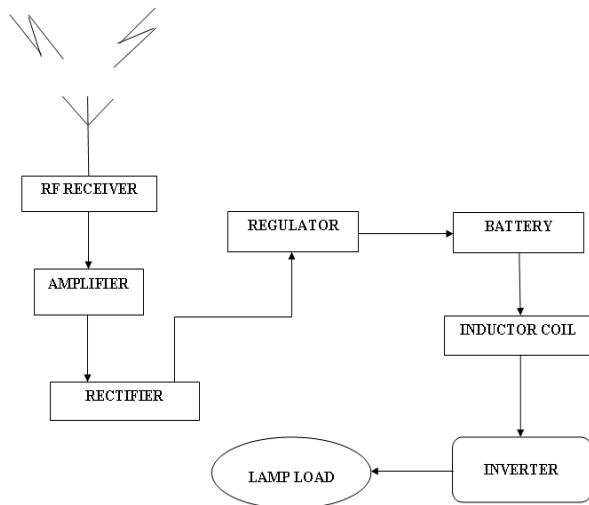 RF RECEIVER
AMPLIFIER
RECTIFIER
REGULATOR
BATTERY
INDUCTOR COIL
INVERTER
LAMP LOAD